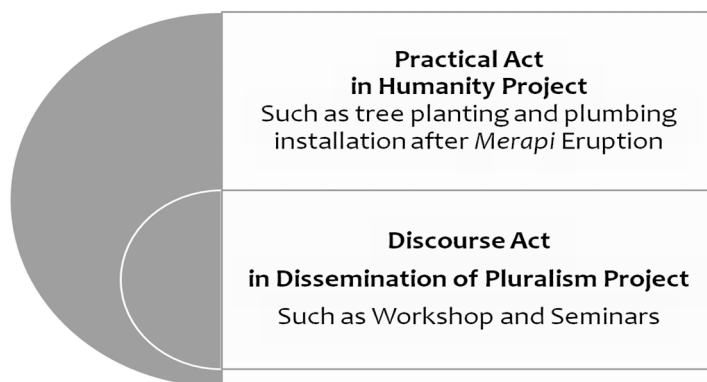 Practical Act
in Humanity Project
Such as tree planting and plumbing
installation after Merapi Eruption
Discourse Act
in Dissemination of Pluralism Project
Such as Workshop and Seminars